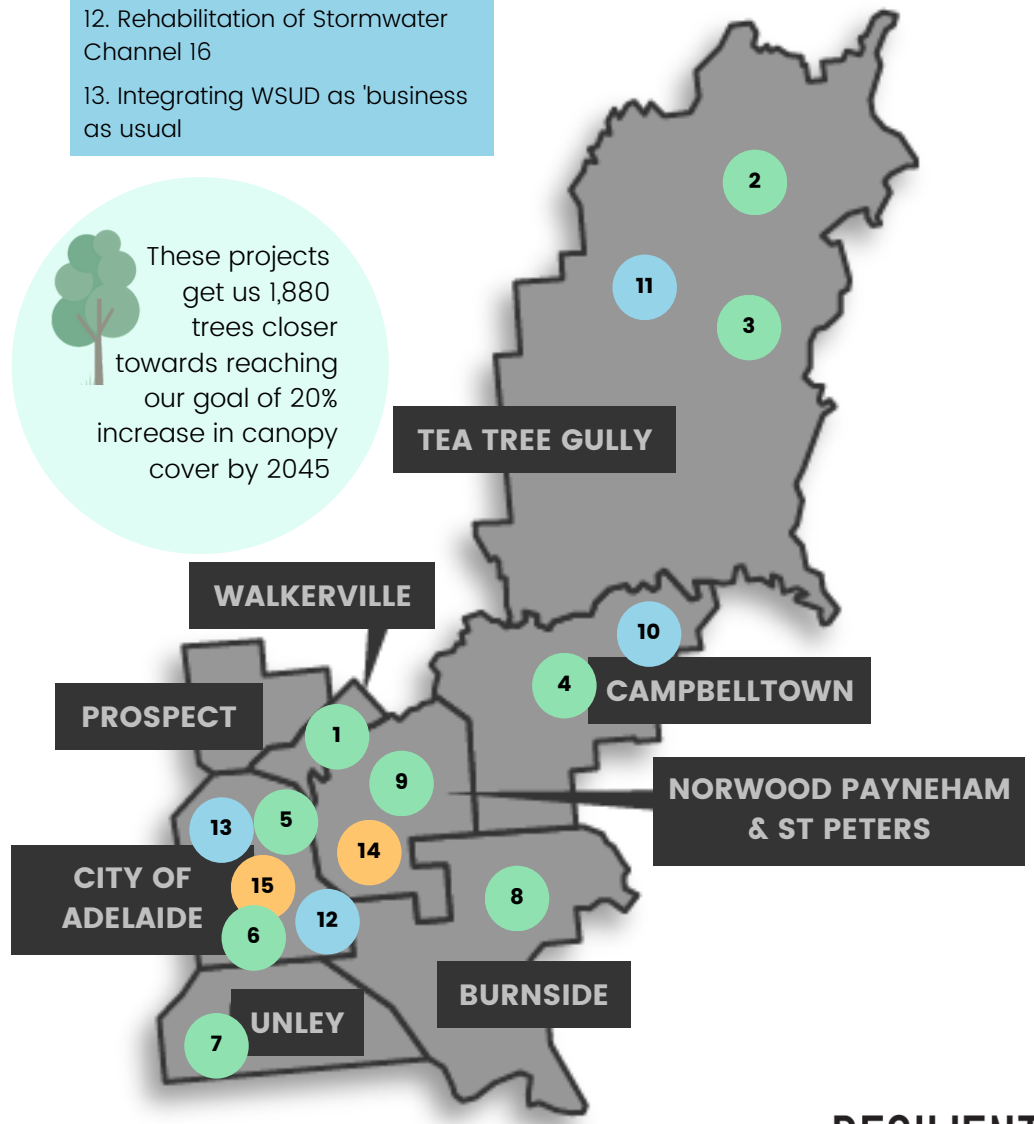 12. Rehabilitation of Stormwater
Channel 16
13. Integrating WSUD as 'business
as usual
These projects
get us 1,880
trees closer
towards reaching
our goal of 20%
increase in canopy
cover by 2045
2
11
3
TEA TREE GULLY
WALKERVILLE
10
4
CAMPBELLTOWN
PROSPECT
1
9
NORWOOD PAYNEHAM
& ST PETERS
13
5
14
CITY OF
ADELAIDE
15
8
12
6
BURNSIDE
UNLEY
7